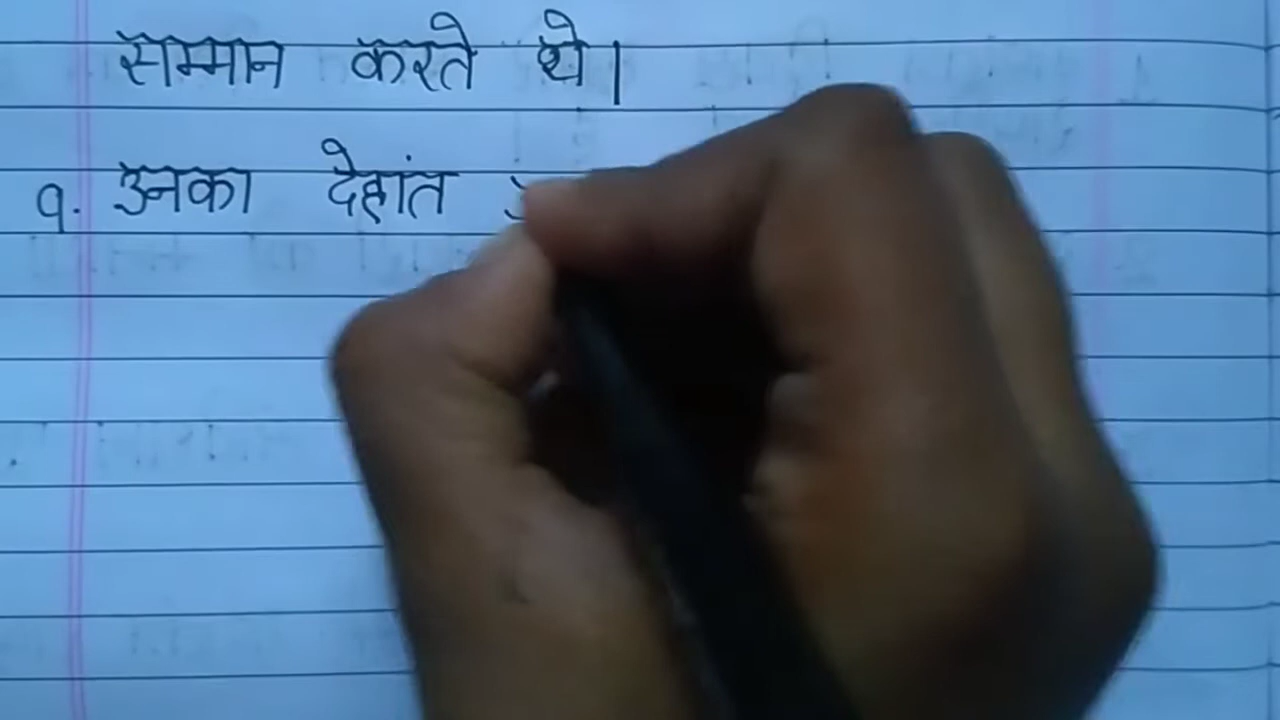 सम्मान करते थे।
9. उनका देहांत